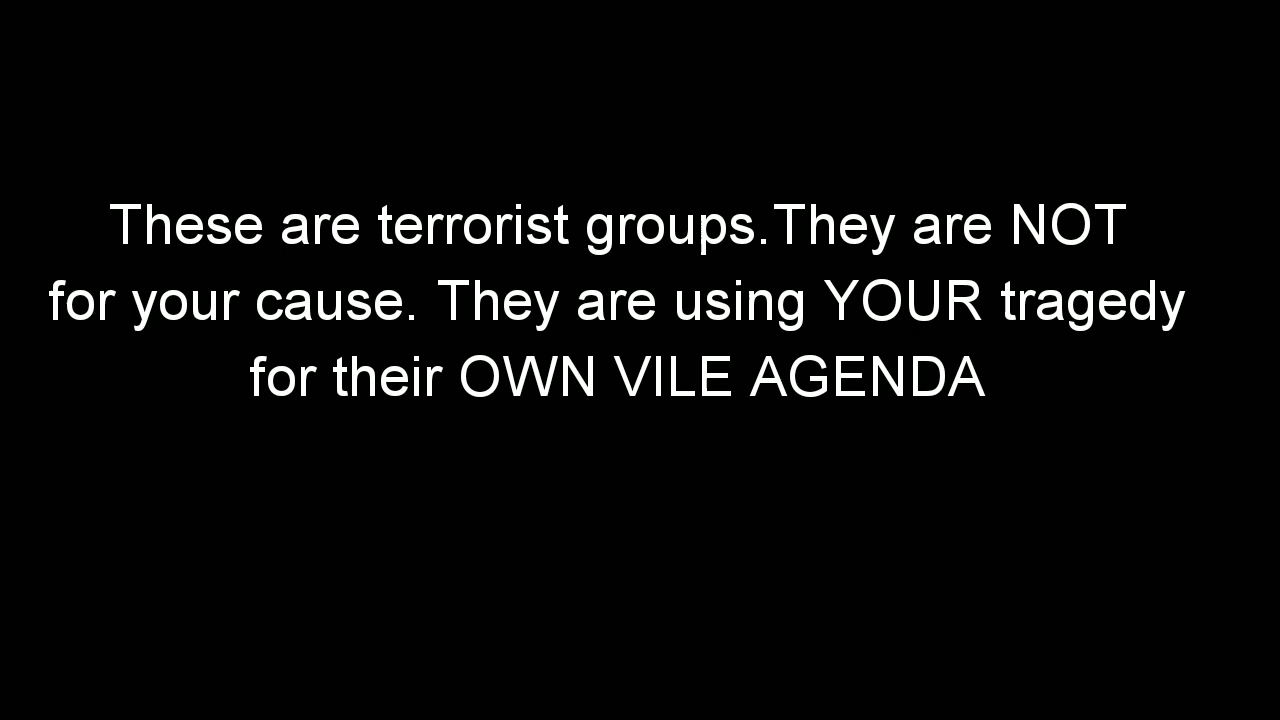 These are terrorist groups.They are NOT
for your cause. They are using YOUR tragedy
for their OWN VILE AGENDA